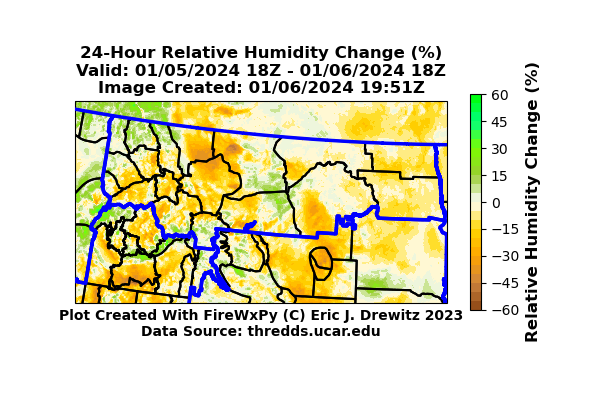 24-Hour Relative Humidity Change (%)
Valid: 01/05/2024 18Z - 01/06/2024 18Z
Image Created: 01/06/2024 19:51Z
60
45
30
15
0
−15
−30
−45
−60
Relative Humidity Change (%)
Plot Created With FireWxPy (C) Eric J. Drewitz 2023
Data Source: thredds.ucar.edu